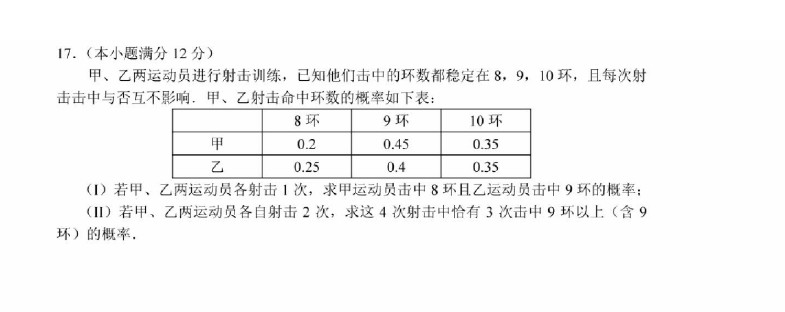 17.（本小题满分 12 分）
甲、乙两运动员进行射击训练，已知他们击中的环数都稳定在 8，9，10 环，且每次射
击击中与否互不影响．甲、乙射击命中环数的概率如下表：
8 环 9 环 10 环
甲 0.2 0.45 0.35
乙 0.25 0.4 0.35
（I）若甲、乙两运动员各射击 1 次，求甲运动员击中 8 环且乙运动员击中 9 环的概率；
（II）若甲、乙两运动员各自射击 2 次，求这 4 次射击中恰有 3 次击中 9 环以上（含 9
环）的概率．